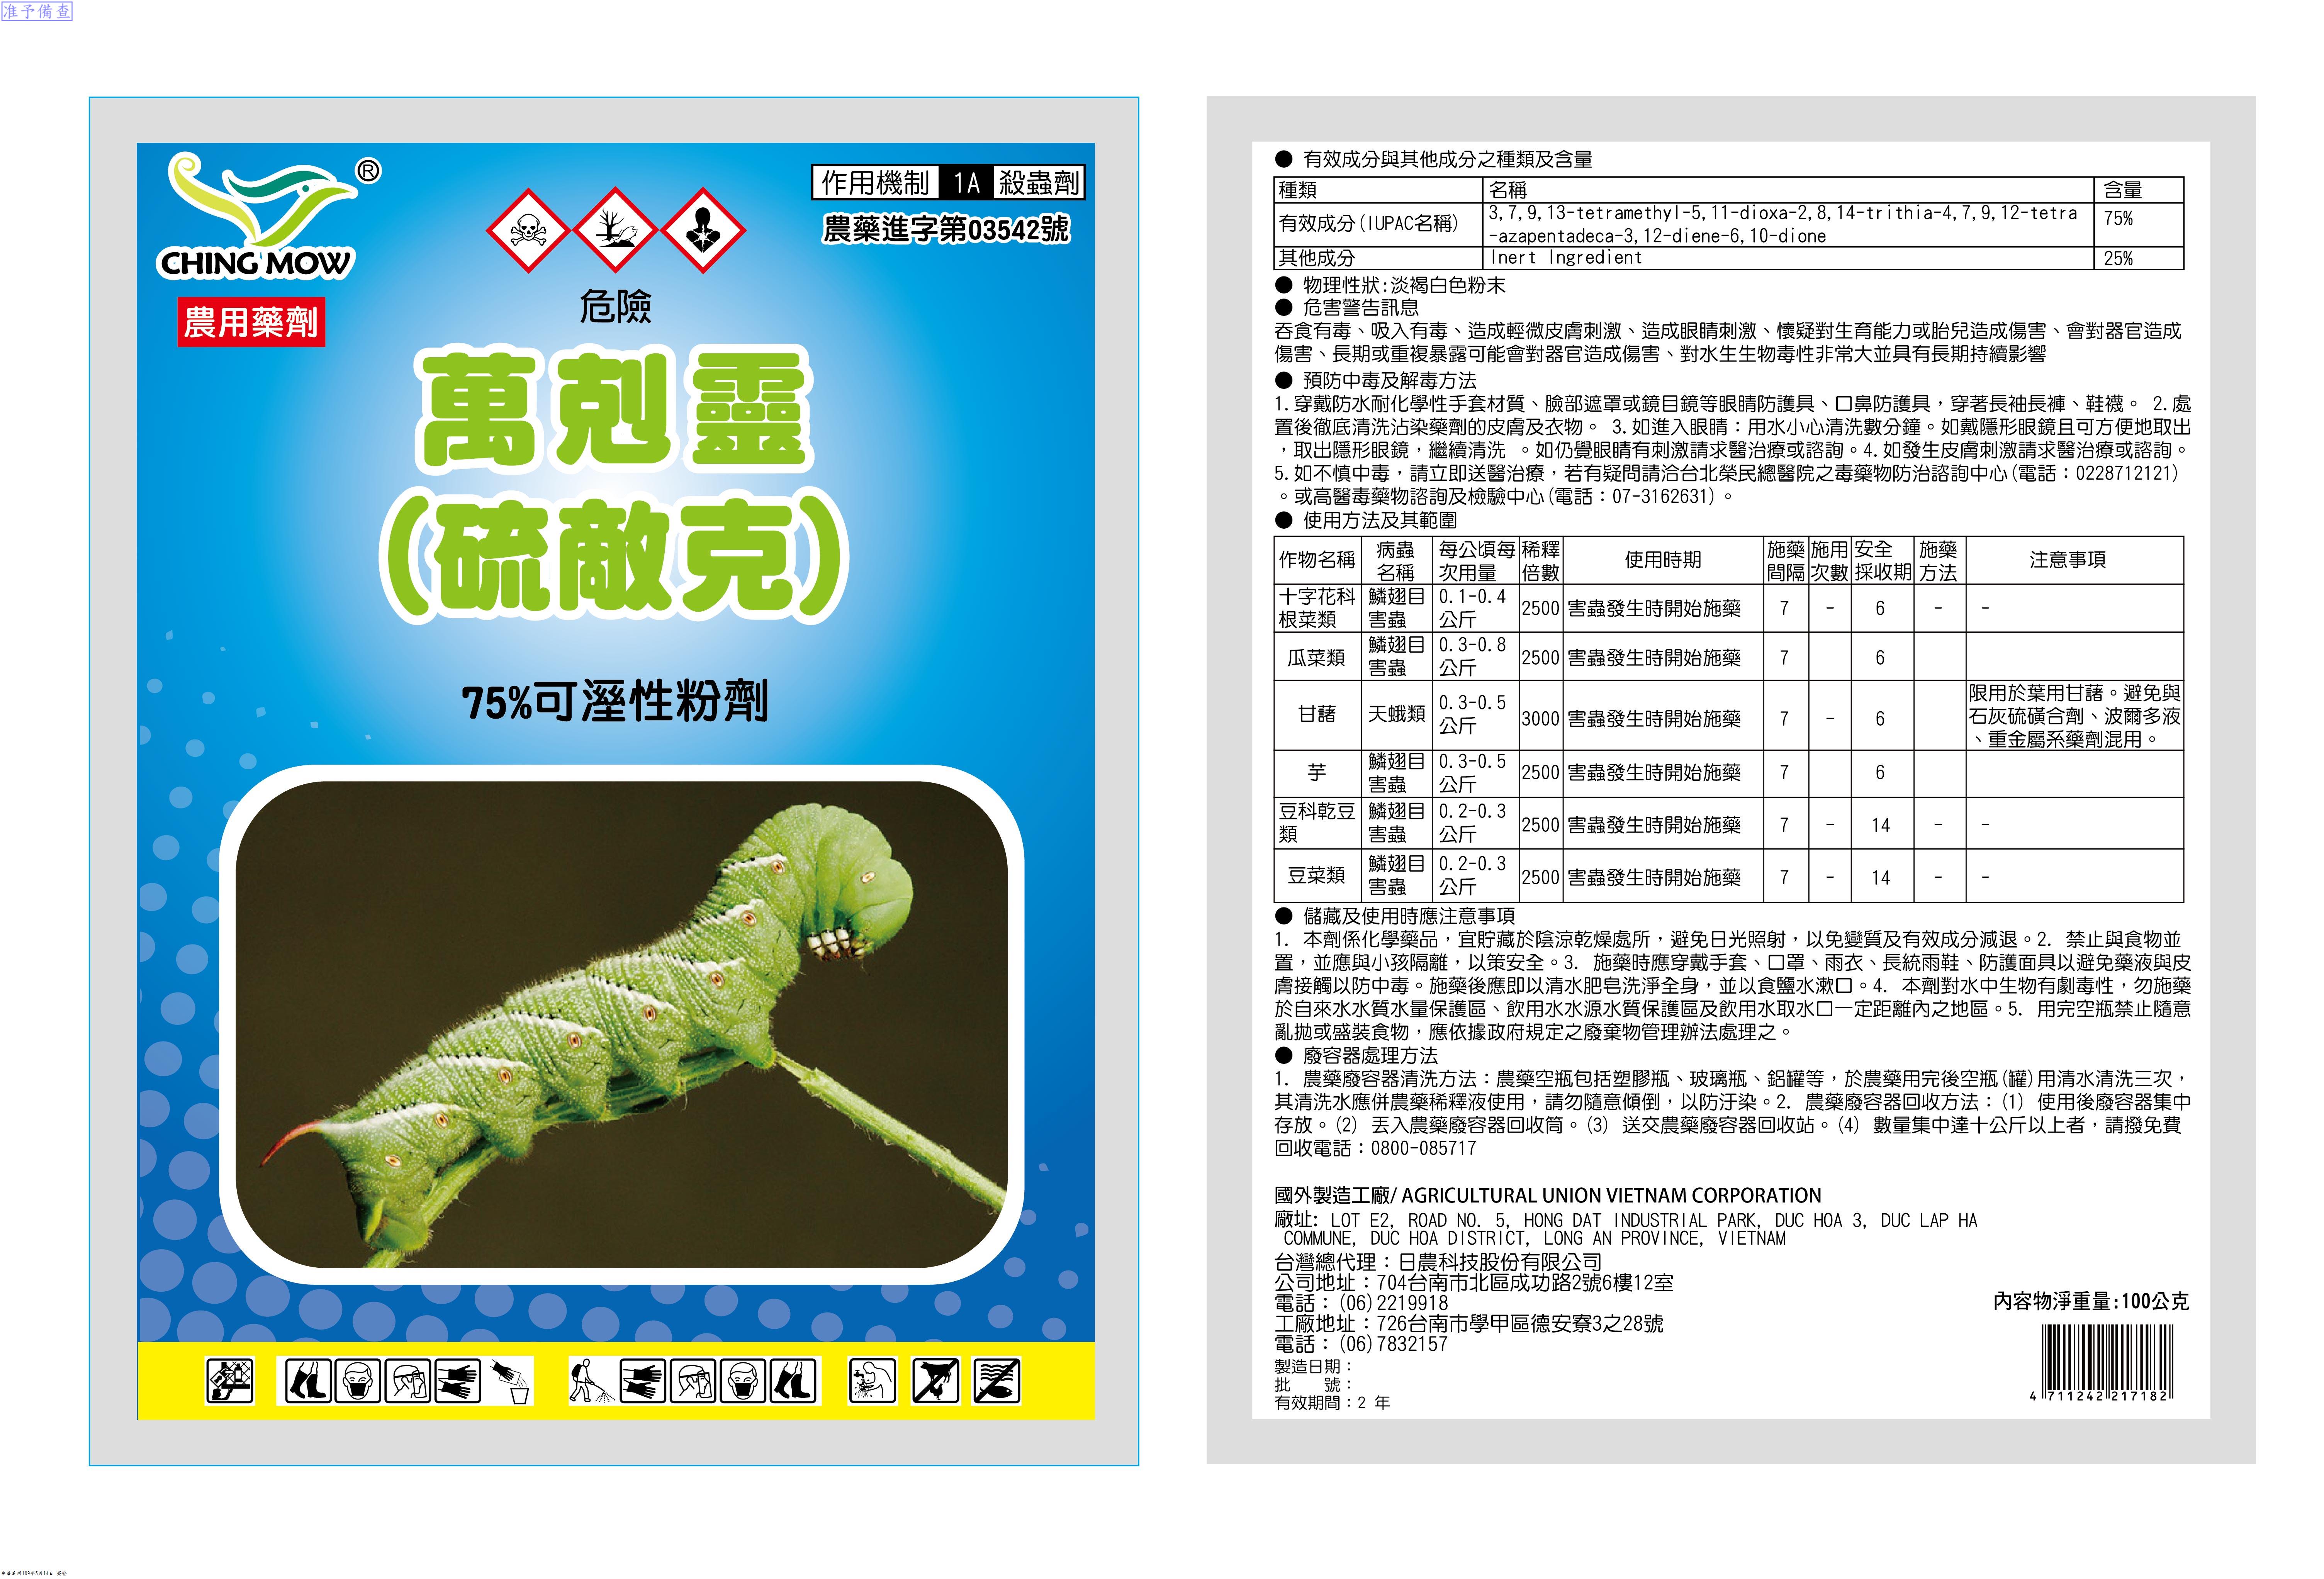 准予備查
CHING MOW
®
農用藥劑
作用機制 1A 殺蟲劑
農藥進字第03542號
危險
萬剋靈
(硫敵克)
75%可溼性粉劑
● 有效成分與其他成分之種類及含量
種類 名稱 含量
有效成分(IUPAC名稱) 3,7,9,13-tetramethyl-5,11-dioxa-2,8,14-trithia-4,7,9,12-tetra 75%
-azapentadeca-3,12-diene-6,10-dione
其他成分 Inert Ingredient 25%
● 物理性狀:淡褐白色粉末
● 危害警告訊息
吞食有毒、吸入有毒、造成輕微皮膚刺激、造成眼睛刺激、懷疑對生育能力或胎兒造成傷害、會對器官造成
傷害、長期或重複暴露可能會對器官造成傷害、對水生生物毒性非常大並具有長期持續影響
● 預防中毒及解毒方法
1.穿戴防水耐化學性手套材質、臉部遮罩或鏡目鏡等眼睛防護具、口鼻防護具，穿著長袖長褲、鞋襪。 2.處
置後徹底清洗沾染藥劑的皮膚及衣物。 3.如進入眼睛：用水小心清洗數分鐘。如戴隱形眼鏡且可方便地取出
，取出隱形眼鏡，繼續清洗 。如仍覺眼睛有刺激請求醫治療或諮詢。4.如發生皮膚刺激請求醫治療或諮詢。
5.如不慎中毒，請立即送醫治療，若有疑問請洽台北榮民總醫院之毒藥物防治諮詢中心(電話：0228712121)
。或高醫毒藥物諮詢及檢驗中心(電話：07-3162631)。
● 使用方法及其範圍
作物名稱 病蟲名稱 每公頃每次用量 稀釋倍數 使用時期 施藥間隔 施用次數 安全採收期 施藥方法 注意事項
十字花科根菜類 鱗翅目害蟲 0.1-0.4公斤 2500 害蟲發生時開始施藥 7 - 6 - -
瓜菜類 鱗翅目害蟲 0.3-0.8公斤 2500 害蟲發生時開始施藥 7 6
甘藷 天蛾類 0.3-0.5公斤 3000 害蟲發生時開始施藥 7 - 6 限用於葉用甘藷。避免與石灰硫磺合劑、波爾多液、重金屬系藥劑混用。
芋 鱗翅目害蟲 0.3-0.5公斤 2500 害蟲發生時開始施藥 7 6
豆科乾豆類 鱗翅目害蟲 0.2-0.3公斤 2500 害蟲發生時開始施藥 7 - 14 - -
豆菜類 鱗翅目害蟲 0.2-0.3公斤 2500 害蟲發生時開始施藥 7 - 14 - -
● 儲藏及使用時應注意事項
1. 本劑係化學藥品，宜貯藏於陰涼乾燥處所，避免日光照射，以免變質及有效成分減退。2. 禁止與食物並
置，並應與小孩隔離，以策安全。3. 施藥時應穿戴手套、口罩、雨衣、長統雨鞋、防護面具以避免藥液與皮
膚接觸以防中毒。施藥後應即以清水肥皂洗淨全身，並以食鹽水漱口。4. 本劑對水中生物有劇毒性，勿施藥
於自來水水質水量保護區、飲用水水源水質保護區及飲用水取水口一定距離內之地區。5. 用完空瓶禁止隨意
亂拋或盛裝食物，應依據政府規定之廢棄物管理辦法處理之。
● 廢容器處理方法
1. 農藥廢容器清洗方法：農藥空瓶包括塑膠瓶、玻璃瓶、鋁罐等，於農藥用完後空瓶(罐)用清水清洗三次，
其清洗水應併農藥稀釋液使用，請勿隨意傾倒，以防汙染。2. 農藥廢容器回收方法：(1) 使用後廢容器集中
存放。(2) 丟入農藥廢容器回收筒。(3) 送交農藥廢容器回收站。(4) 數量集中達十公斤以上者，請撥免費
回收電話：0800-085717
國外製造工廠/ AGRICULTURAL UNION VIETNAM CORPORATION
廠址: LOT E2, ROAD NO. 5, HONG DAT INDUSTRIAL PARK, DUC HOA 3, DUC LAP HA
COMMUNE, DUC HOA DISTRICT, LONG AN PROVINCE, VIETNAM
台灣總代理：日農科技股份有限公司
公司地址：704台南市北區成功路2號6樓12室
電話：(06)2219918
工廠地址：726台南市學甲區德安寮3之28號
電話：(06)7832157
製造日期：
批 號：
有效期間：2 年
內容物淨重量:100公克
4 711242 217182